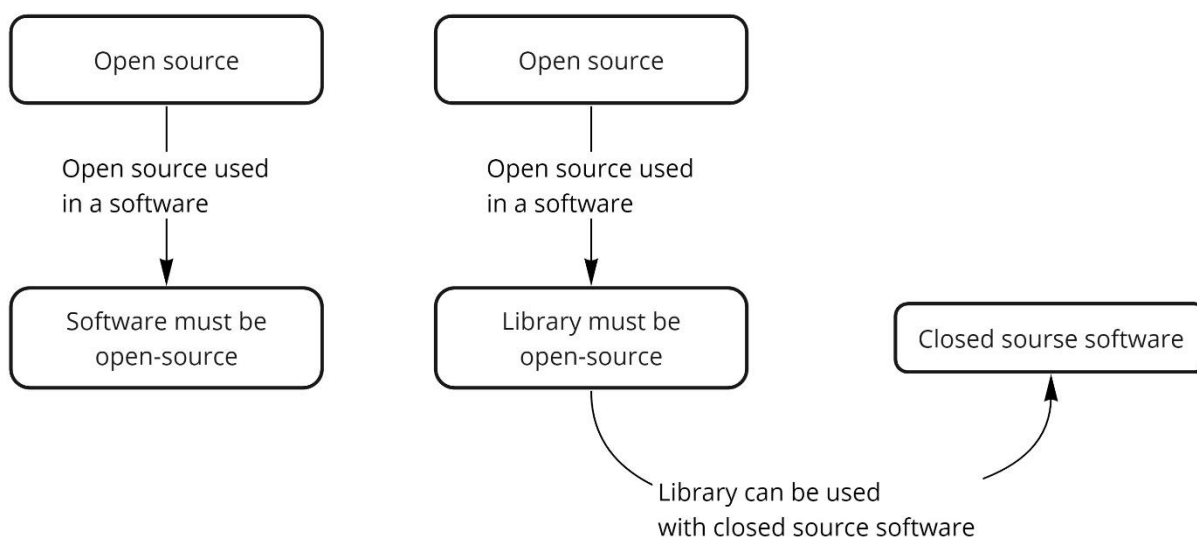 Open source
Open source used
in a software
Software must be
open-source
Open source
Open source used
in a software
Library must be
open-source
Library can be used
with closed source software
Closed sourse software